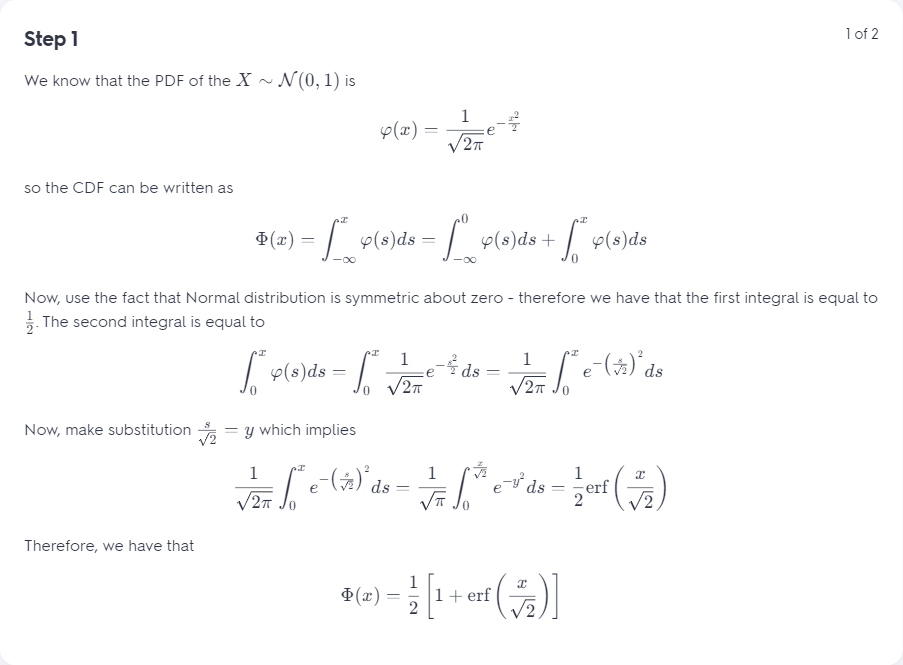 Step 1
1 of 2
We know that the PDF of the $X \sim \mathcal{N}(0,1)$ is
$$\varphi(x) = \frac{1}{\sqrt{2\pi}} e^{-\frac{x^2}{2}}$$
so the CDF can be written as
$$\Phi(x) = \int_{-\infty}^{x} \varphi(s)ds = \int_{-\infty}^{0} \varphi(s)ds + \int_{0}^{x} \varphi(s)ds$$
Now, use the fact that Normal distribution is symmetric about zero - therefore we have that the first integral is equal to
$\frac{1}{2}$. The second integral is equal to
$$\int_{0}^{x} \varphi(s)ds = \int_{0}^{x} \frac{1}{\sqrt{2\pi}} e^{-\frac{s^2}{2}} ds = \frac{1}{\sqrt{2\pi}} \int_{0}^{x} e^{-\left(\frac{s}{\sqrt{2}}\right)^2} ds$$
Now, make substitution $\frac{s}{\sqrt{2}} = y$ which implies
$$\frac{1}{\sqrt{2\pi}} \int_{0}^{x} e^{-\left(\frac{s}{\sqrt{2}}\right)^2} ds = \frac{1}{\sqrt{\pi}} \int_{0}^{\frac{x}{\sqrt{2}}} e^{-y^2} ds = \frac{1}{2} \text{erf}\left(\frac{x}{\sqrt{2}}\right)$$
Therefore, we have that
$$\Phi(x) = \frac{1}{2}\left[1 + \text{erf}\left(\frac{x}{\sqrt{2}}\right)\right]$$